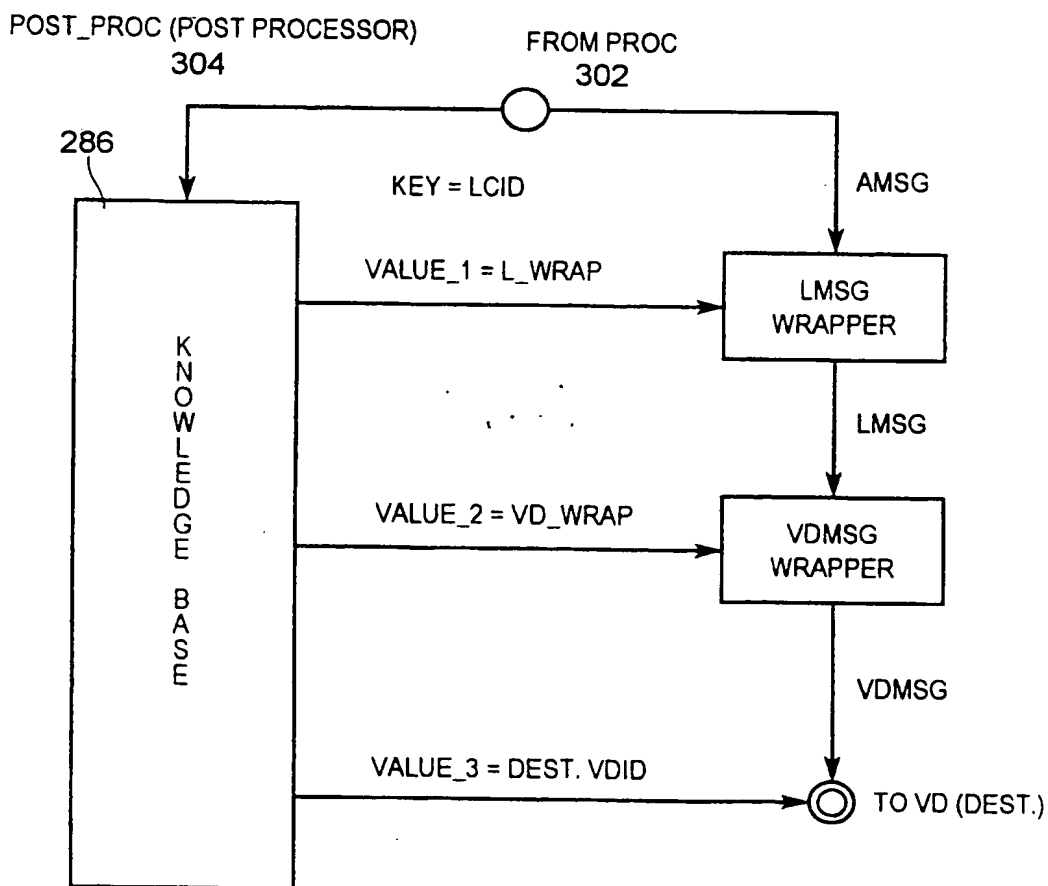 POST_PROC (POST PROCESSOR)
304
FROM PROC
302
286
KEY = LCID
AMSG
VALUE_1 = L_WRAP
LMSG
WRAPPER
KNOWLEDGE BASE
LMSG
VALUE_2 = VD_WRAP
VDMSG
WRAPPER
VDMSG
VALUE_3 = DEST. VDID
TO VD (DEST.)